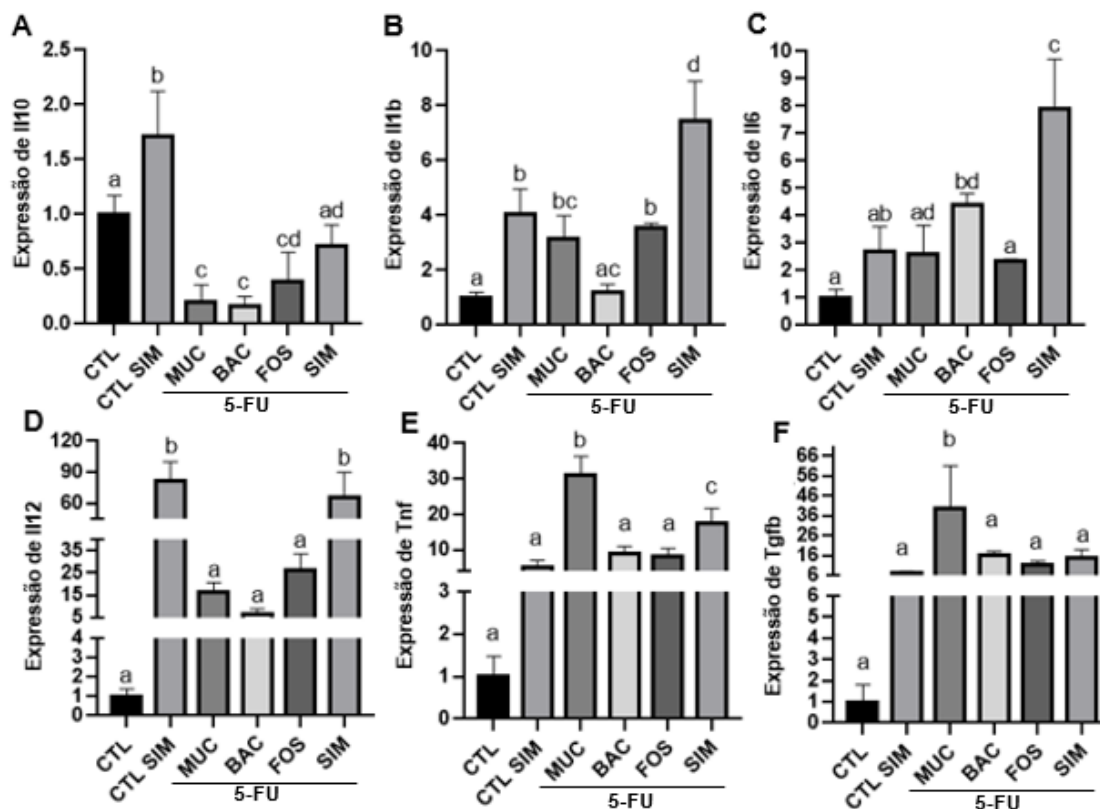 A
Expressão de Il10
2.5
2.0
1.5
1.0
0.5
0.0
a
b
c
c
cd
ad
CTL
CTL SIM
MUC
BAC
FOS
SIM
5-FU
B
Expressão de Il1b
10
8
6
4
2
0
a
b
bc
ac
b
d
CTL
CTL SIM
MUC
BAC
FOS
SIM
5-FU
C
Expressão de Il6
10
9
8
7
6
5
4
3
2
1
0
a
ab
ad
bd
a
c
CTL
CTL SIM
MUC
BAC
FOS
SIM
5-FU
D
Expressão de Il12
120
90
60
35
25
15
5
4
3
2
1
0
a
b
a
a
a
b
CTL
CTL SIM
MUC
BAC
FOS
SIM
5-FU
E
Expressão de Tnf
40
30
20
10
3
2
1
0
a
a
b
a
a
c
CTL
CTL SIM
MUC
BAC
FOS
SIM
5-FU
F
Expressão de Tgfb
66
56
46
36
26
16
6
6
5
4
3
2
1
0
a
a
b
a
a
a
CTL
CTL SIM
MUC
BAC
FOS
SIM
5-FU